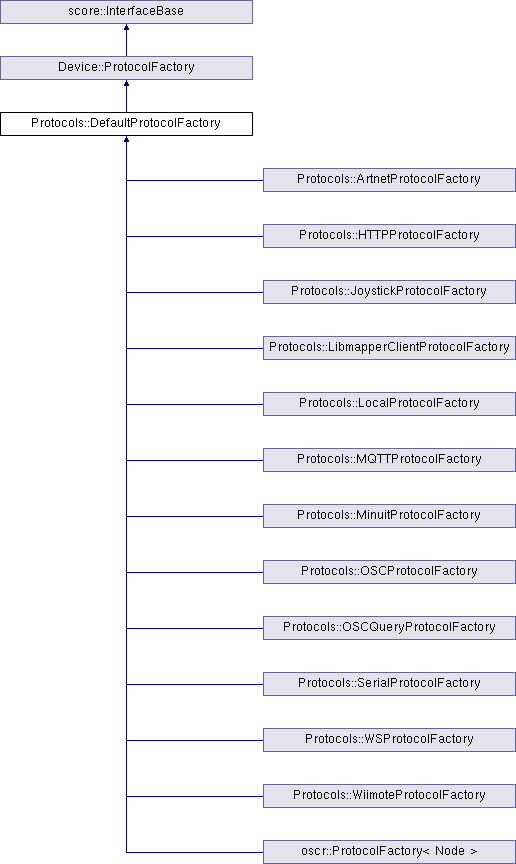 score::InterfaceBase
Device::ProtocolFactory
Protocols::DefaultProtocolFactory
Protocols::ArtnetProtocolFactory
Protocols::HTTPProtocolFactory
Protocols::JoystickProtocolFactory
Protocols::LibmapperClientProtocolFactory
Protocols::LocalProtocolFactory
Protocols::MQTTProtocolFactory
Protocols::MinuitProtocolFactory
Protocols::OSCProtocolFactory
Protocols::OSCQueryProtocolFactory
Protocols::SerialProtocolFactory
Protocols::WSProtocolFactory
Protocols::WiimoteProtocolFactory
oscr::ProtocolFactory< Node >